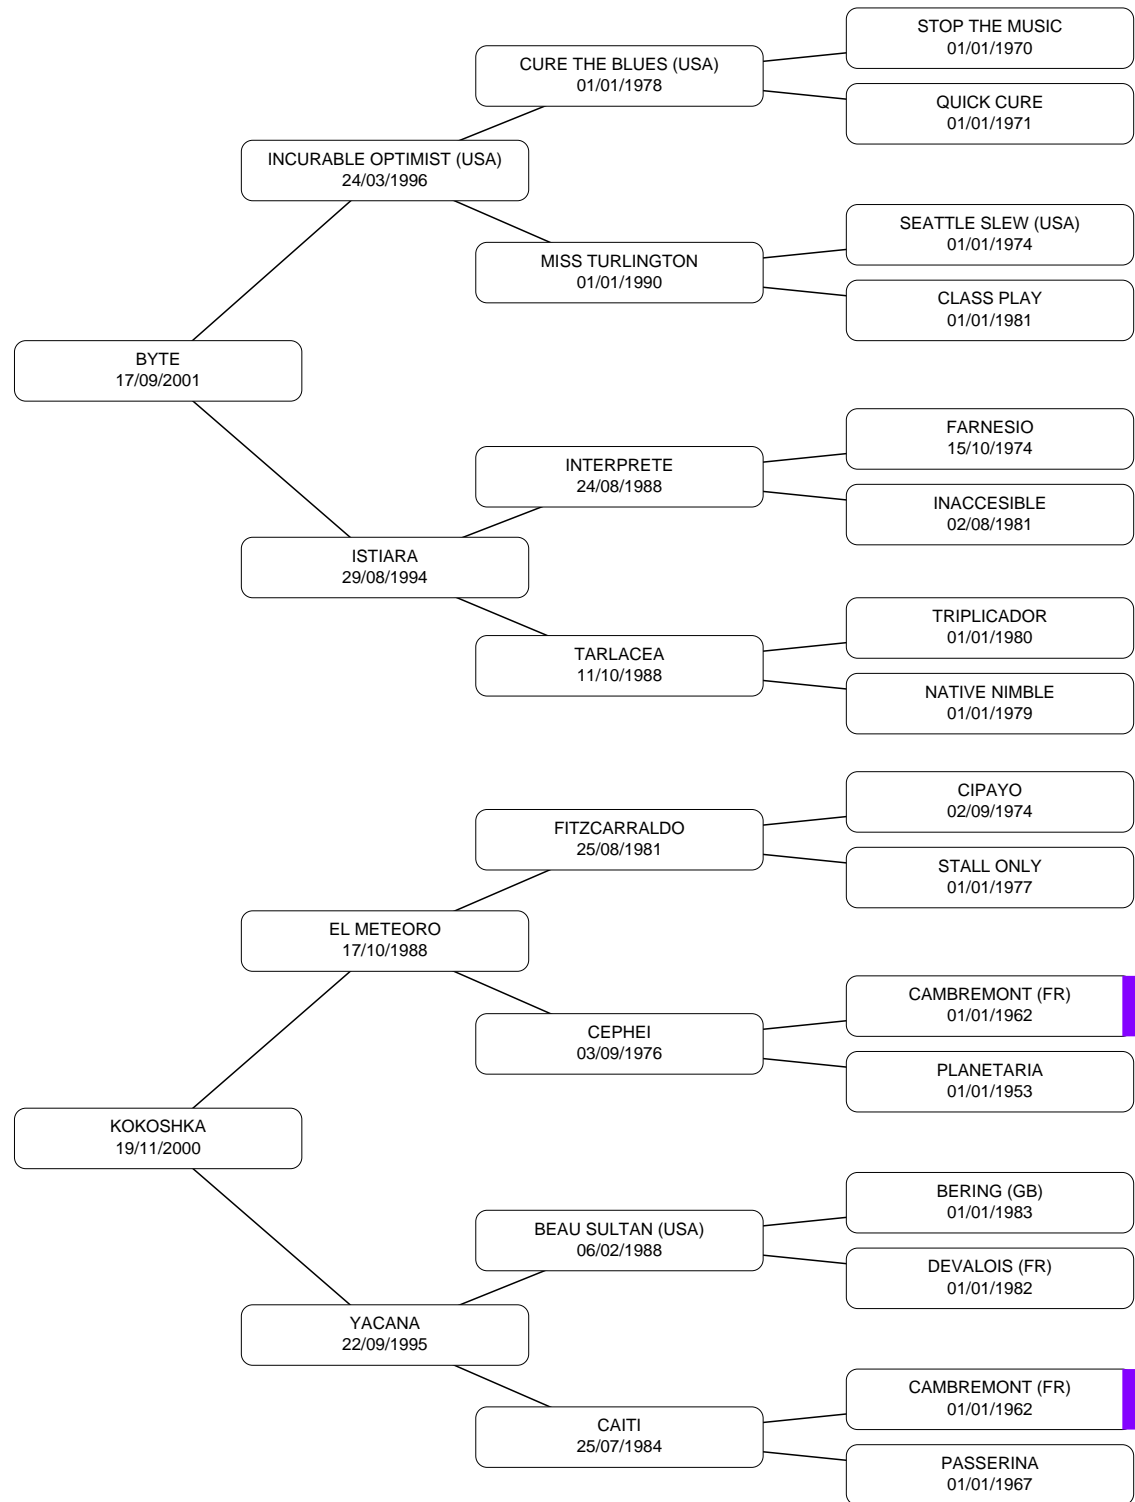 STOP THE MUSIC
01/01/1970
CURE THE BLUES (USA)
01/01/1978
QUICK CURE
01/01/1971
INCURABLE OPTIMIST (USA)
24/03/1996
SEATTLE SLEW (USA)
01/01/1974
MISS TURLINGTON
01/01/1990
CLASS PLAY
01/01/1981
BYTE
17/09/2001
FARNESIO
15/10/1974
INTERPRETE
24/08/1988
INACCESIBLE
02/08/1981
ISTIARA
29/08/1994
TRIPLICADOR
01/01/1980
TARLACEA
11/10/1988
NATIVE NIMBLE
01/01/1979
CIPAYO
02/09/1974
FITZCARRALDO
25/08/1981
STALL ONLY
01/01/1977
EL METEORO
17/10/1988
CAMBREMONT (FR)
01/01/1962
CEPHEI
03/09/1976
PLANETARIA
01/01/1953
KOKOSHKA
19/11/2000
BERING (GB)
01/01/1983
BEAU SULTAN (USA)
06/02/1988
DEVALOIS (FR)
01/01/1982
YACANA
22/09/1995
CAMBREMONT (FR)
01/01/1962
CAITI
25/07/1984
PASSERINA
01/01/1967